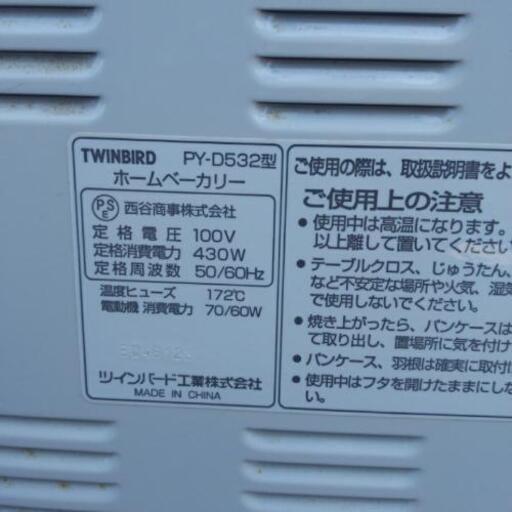 TWINBIRD PY-D532型
ホームベーカリー
PSE 西谷商事株式会社
定格電圧 100V
定格消費電力 430W
定格周波数 50/60Hz
温度ヒューズ 172℃
電動機 消費電力 70/60W
ツインバード工業株式会社
MADE IN CHINA
ご使用の際は、取扱説明書をよ
ご使用上の注意
●使用中は高温になります。
以上離して置いてください
●テーブルクロス、じゅうたん、
など不安定な場所や火気、湿気
で使用しないでください。
●焼き上がったら、パンケースは
て取り出し、置場所に気を付け
●パンケース、羽根は確実に取付け
●使用中はフタを開けたままにし
い。